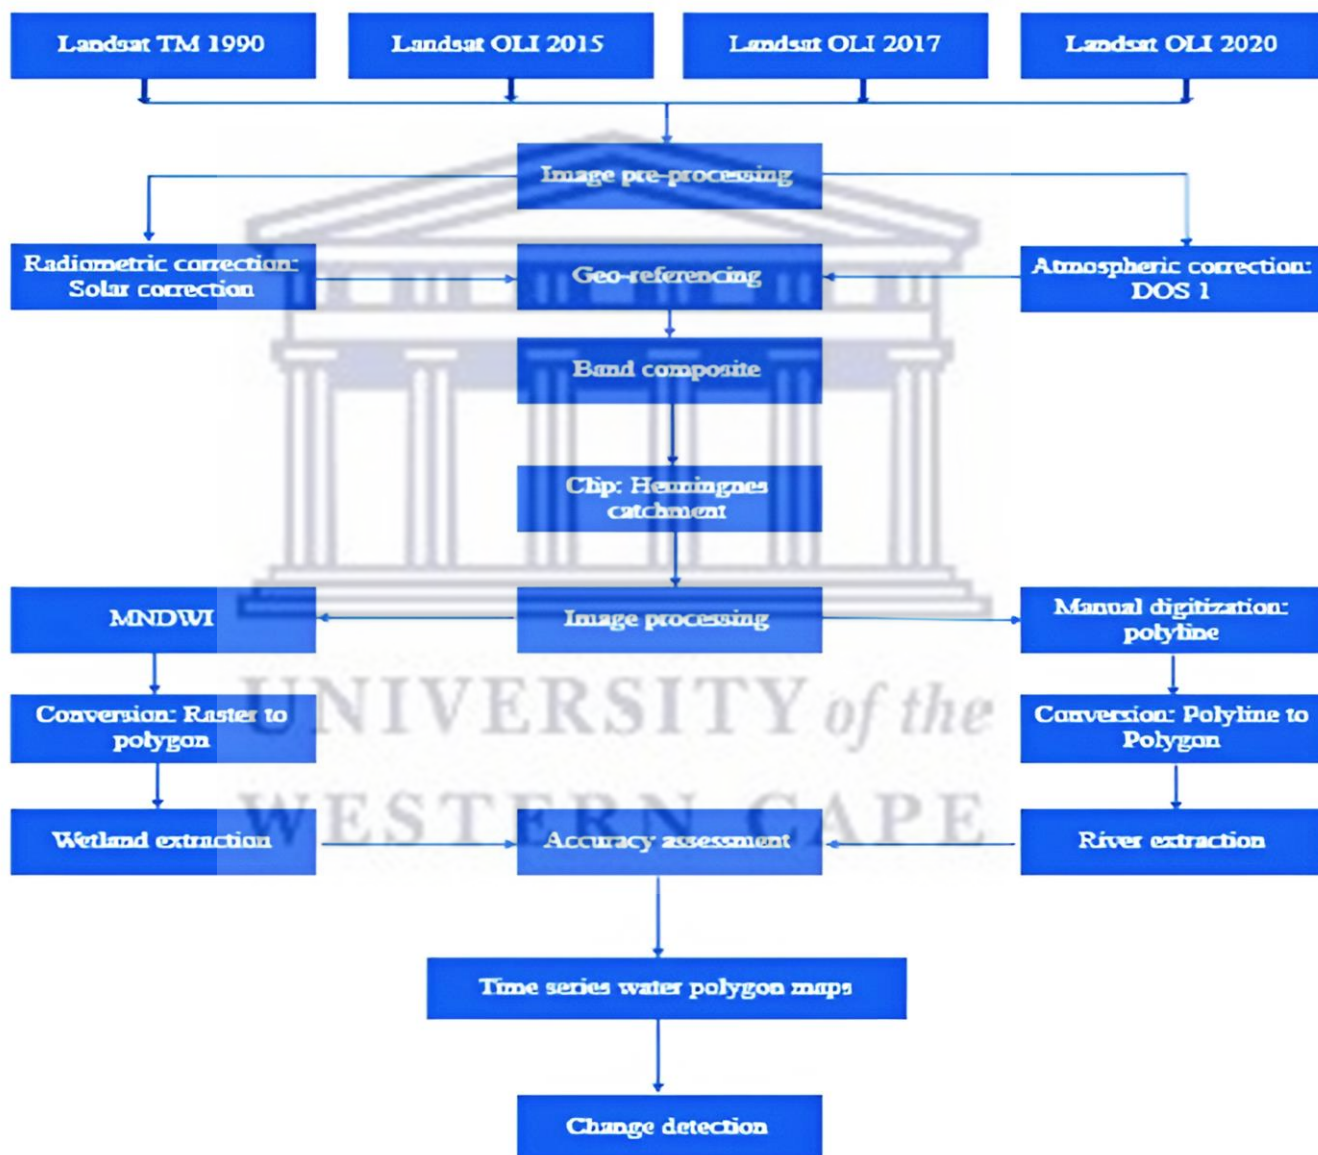 Landsat TM 1990
Landsat OLI 2015
Landsat OLI 2017
Landsat OLI 2020
Image pre-processing
Radiometric correction:
Solar correction
Geo-referencing
Atmospheric correction:
DOS 1
Band composite
Clip: Heuningnes
catchment
MNDWI
Image processing
Manual digitization:
polyline
Conversion: Raster to
polygon
Conversion: Polyline to
Polygon
UNIVERSITY of the
WESTERN CAPE
Wetland extraction
Accuracy assessment
River extraction
Time series water polygon maps
Change detection